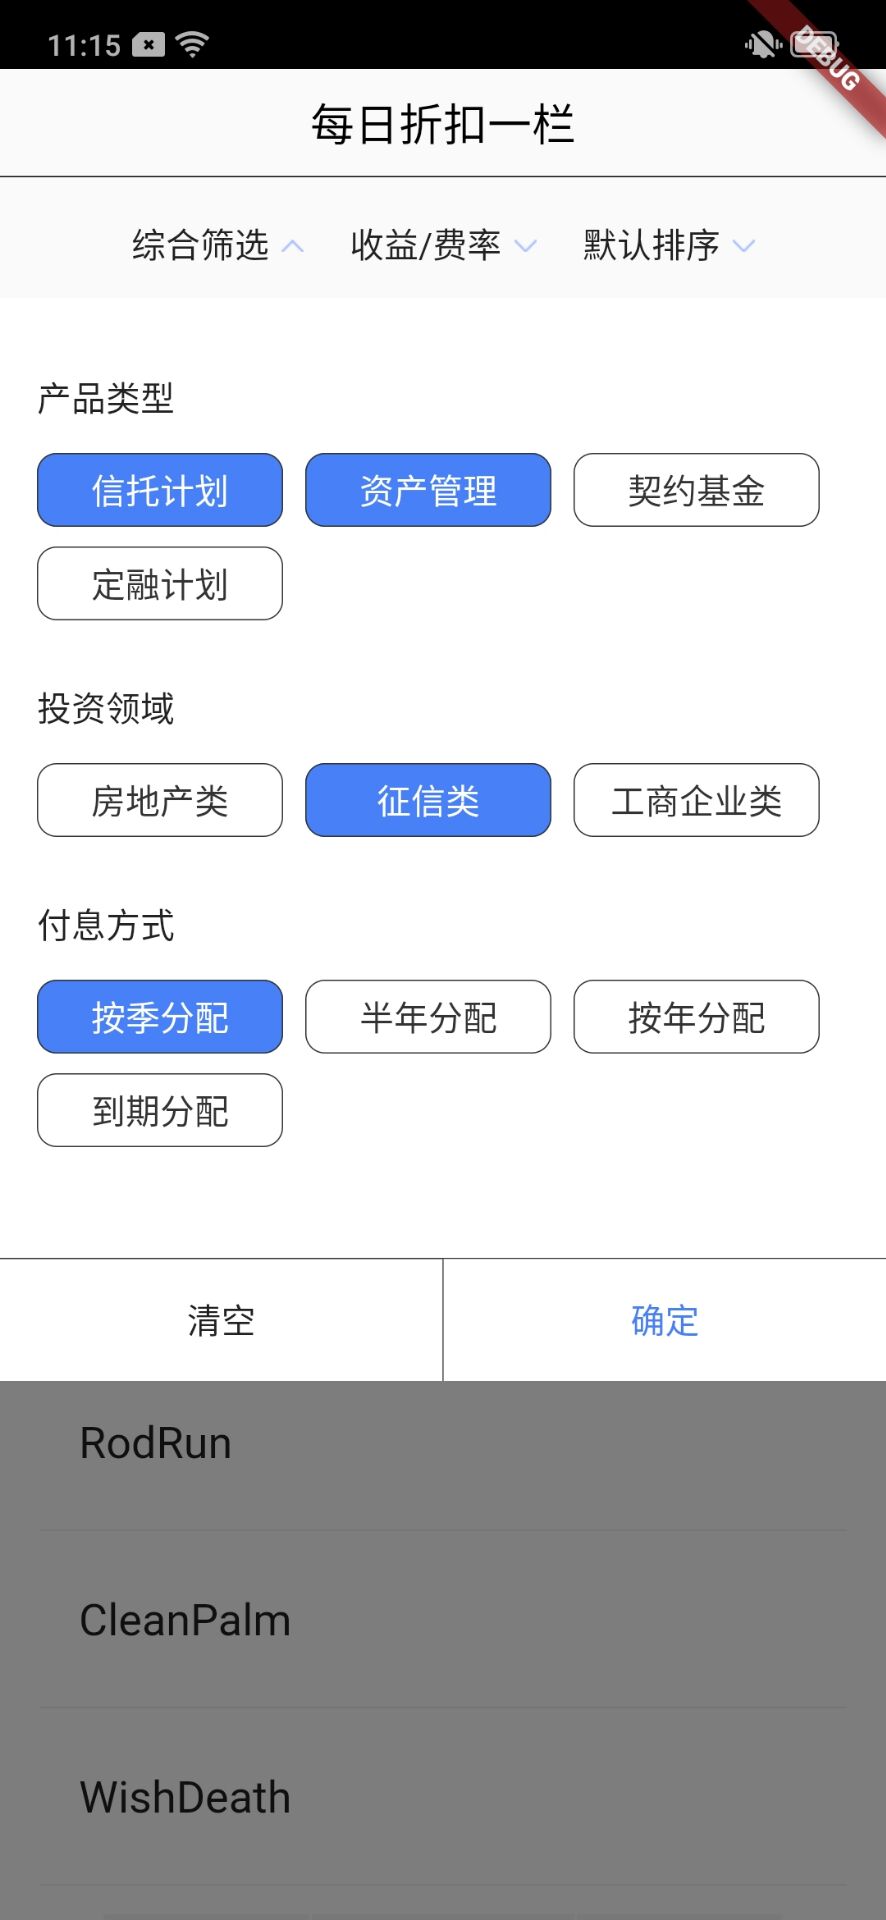 11:15
DEBUG
每日折扣一栏
综合筛选 收益/费率 默认排序
产品类型
信托计划 资产管理 契约基金
定融计划
投资领域
房地产类 征信类 工商企业类
付息方式
按季分配 半年分配 按年分配
到期分配
清空 确定
RodRun
CleanPalm
WishDeath